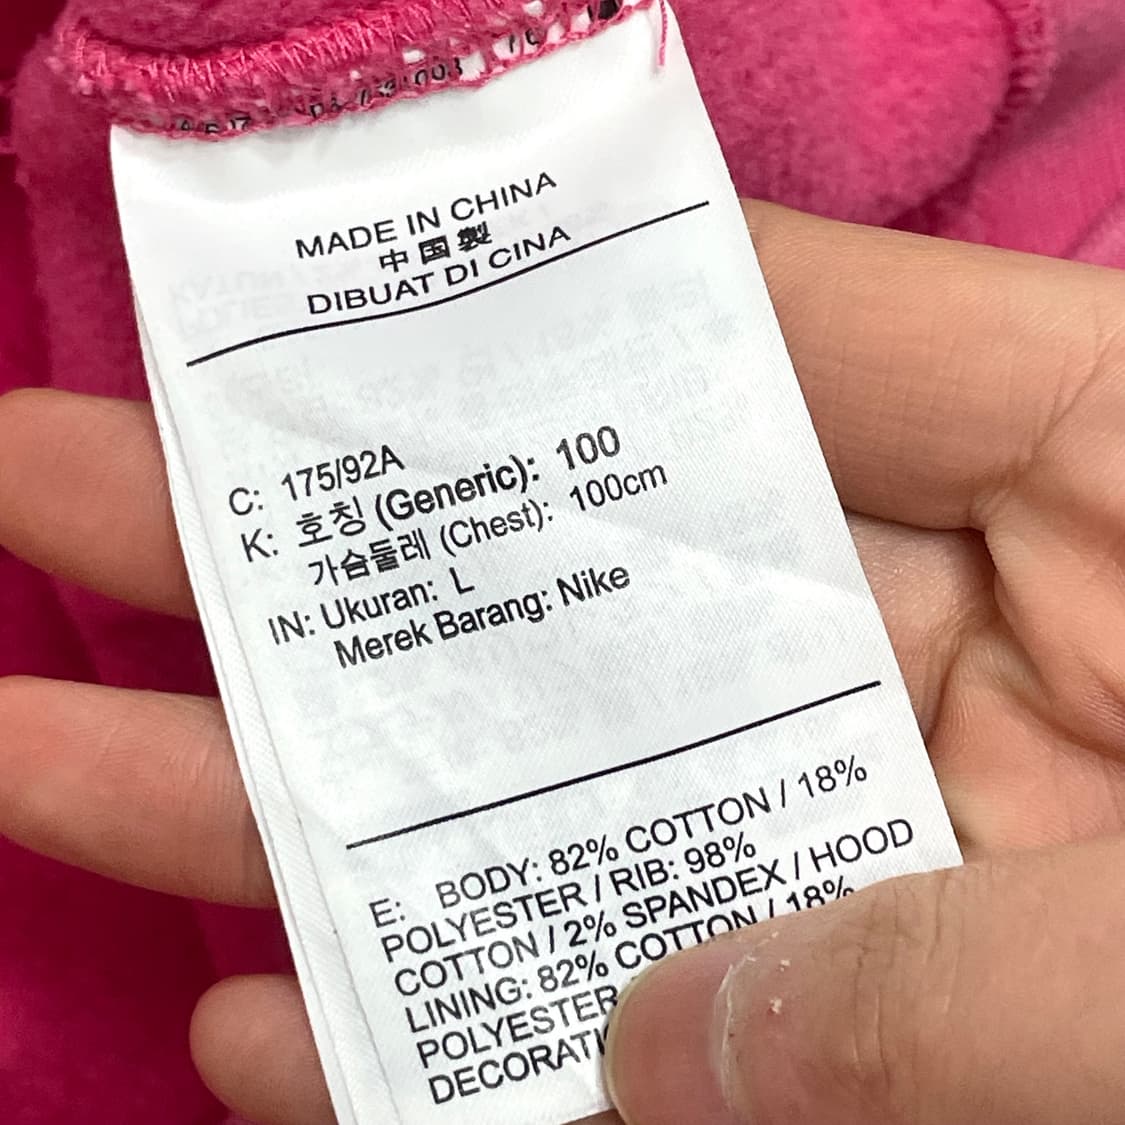 MADE IN CHINA
中国製
DIBUAT DI CINA
C: 175/92A
K: 호칭 (Generic): 100
가슴둘레 (Chest): 100cm
IN: Ukuran: L
Merek Barang: Nike
E: BODY: 82% COTTON / 18%
POLYESTER / RIB: 98%
COTTON / 2% SPANDEX / HOOD
LINING: 82% COTTON / 18%
POLYESTER